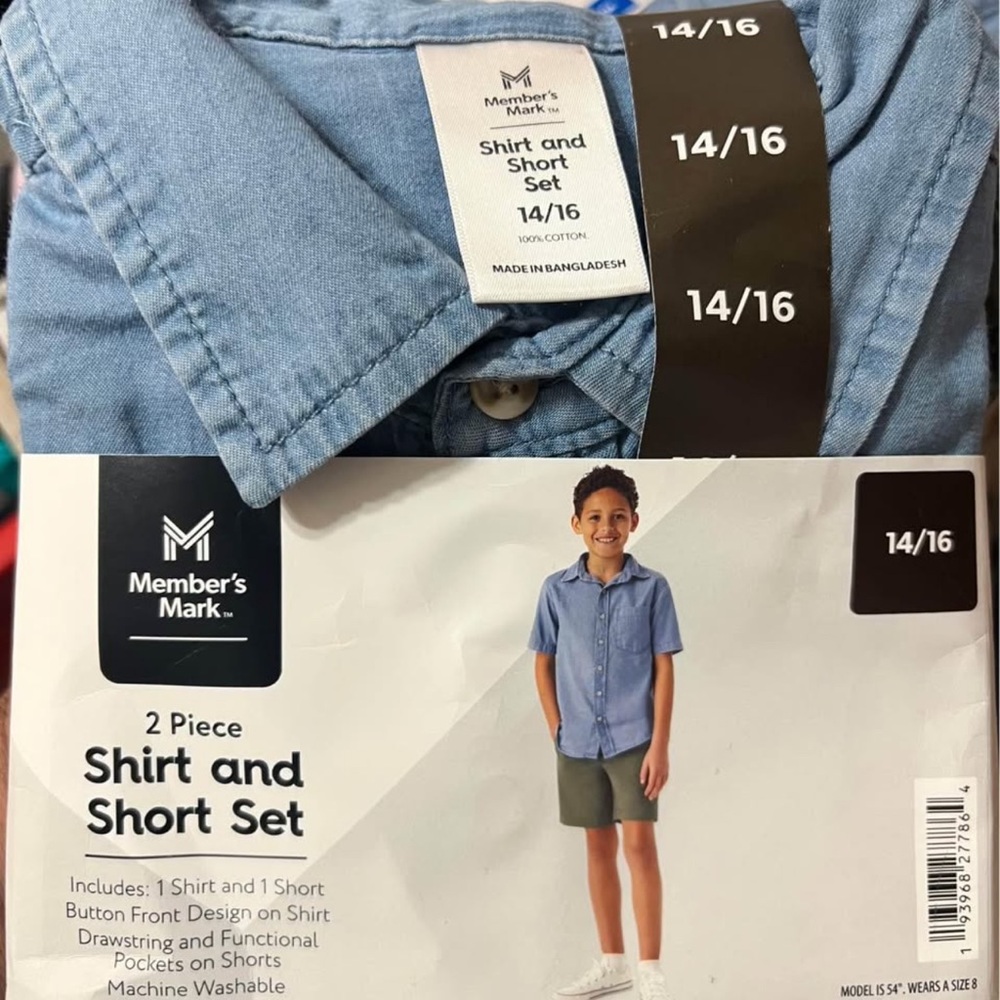 14/16
14/16
14/16
Member's
Mark™
Shirt and
Short
Set
14/16
100% COTTON
MADE IN BANGLADESH
Member's
Mark™
14/16
2 Piece
Shirt and
Short Set
Includes: 1 Shirt and 1 Short
Button Front Design on Shirt
Drawstring and Functional
Pockets on Shorts
Machine Washable
1 93968 27786 4
MODEL IS 54". WEARS A SIZE 8